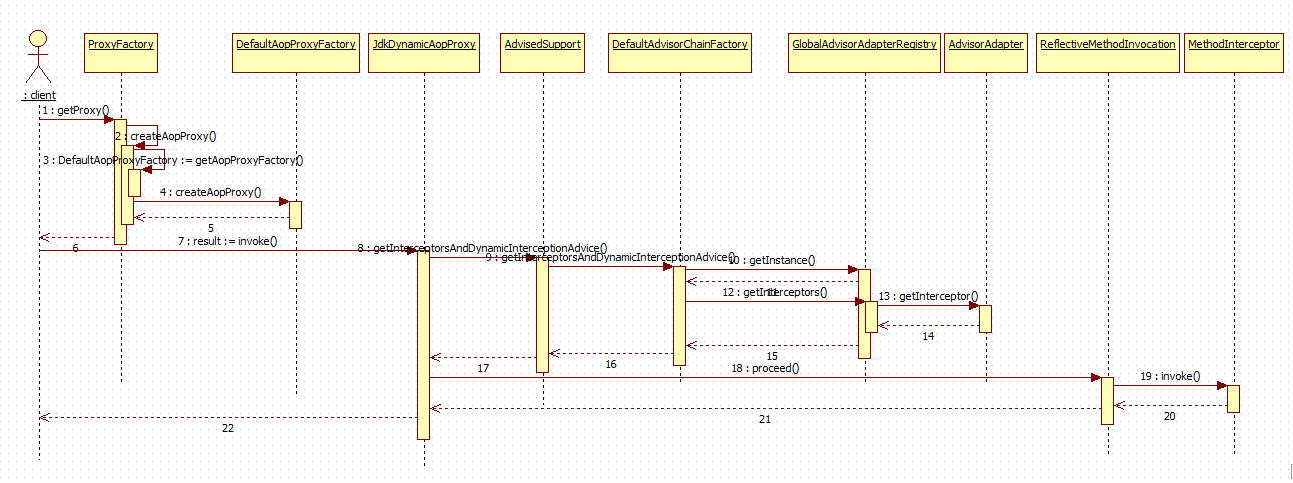 ProxyFactory
DefaultAopProxyFactory
JdkDynamicAopProxy
AdvisedSupport
DefaultAdvisorChainFactory
GlobalAdvisorAdapterRegistry
AdvisorAdapter
ReflectiveMethodInvocation
MethodInterceptor
: client
1 : getProxy()
2 : createAopProxy()
3 : DefaultAopProxyFactory := getAopProxyFactory()
4 : createAopProxy()
5
6
7 : result := invoke()
8 : getInterceptorsAndDynamicInterceptionAdvice()
9 : getInterceptorsAndDynamicInterceptionAdvice()
10 : getInstance()
11
12 : getInterceptors()
13 : getInterceptor()
14
15
16
17
18 : proceed()
19 : invoke()
20
21
22